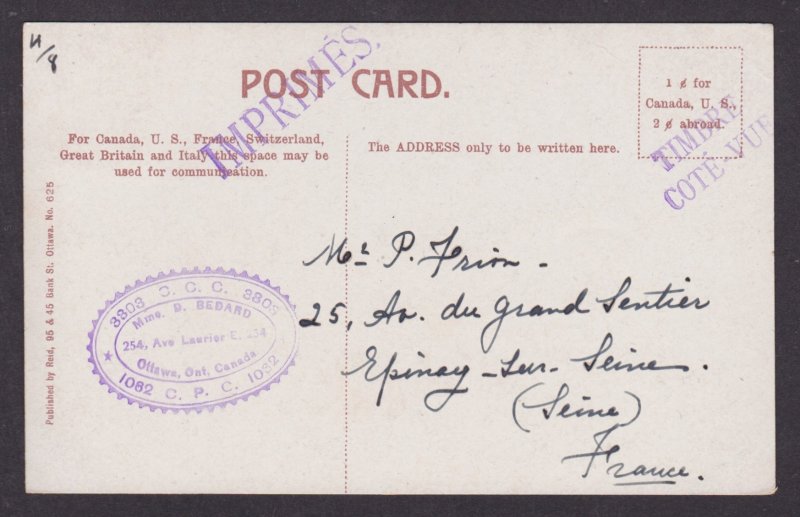 4/8
POST CARD.
IMPRIMÉS.
1 ¢ for
Canada, U. S.,
2 ¢ abroad.
TIMBRE
COTÉ-VUE
For Canada, U. S., France, Switzerland,
Great Britain and Italy this space may be
used for communication.
The ADDRESS only to be written here.
Published by Reid, 95 & 45 Bank St. Ottawa. No. 625
3803 C. C. C. 3803
Mme. D. BEDARD
254, Ave Laurier E. 254
Ottawa, Ont. Canada
★ 1062 C. P. C. 1062
Mr P. Frion -
25, Av. du Grand Sentier
Epinay-sur-Seine.
(Seine)
France.